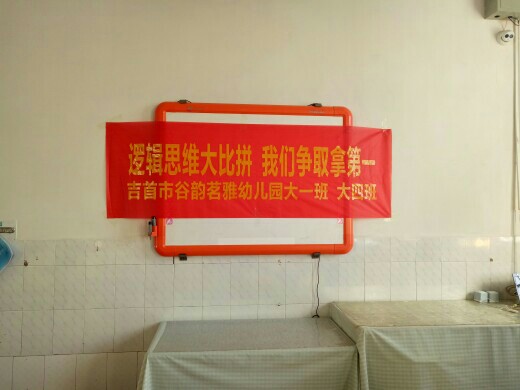 逻辑思维大比拼 我们争取拿第一
吉首市谷韵茗雅幼儿园大一班 大四班